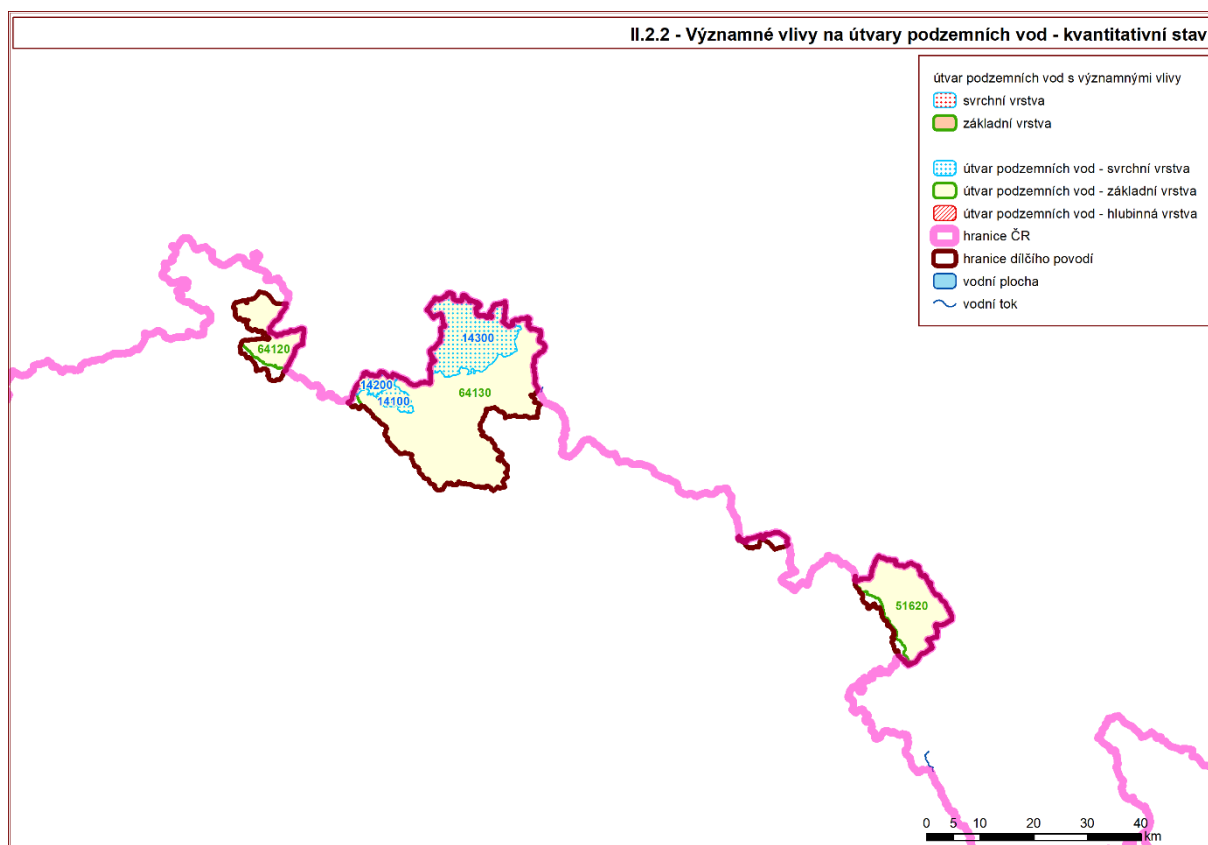 II.2.2 - Významné vlivy na útvary podzemních vod - kvantitativní stav
útvar podzemních vod s významnými vlivy
svrchní vrstva
základní vrstva
útvar podzemních vod - svrchní vrstva
útvar podzemních vod - základní vrstva
útvar podzemních vod - hlubinná vrstva
hranice ČR
hranice dílčího povodí
vodní plocha
vodní tok
14300
64120
14200
64130
14100
51620
0 5 10 20 30 40
km